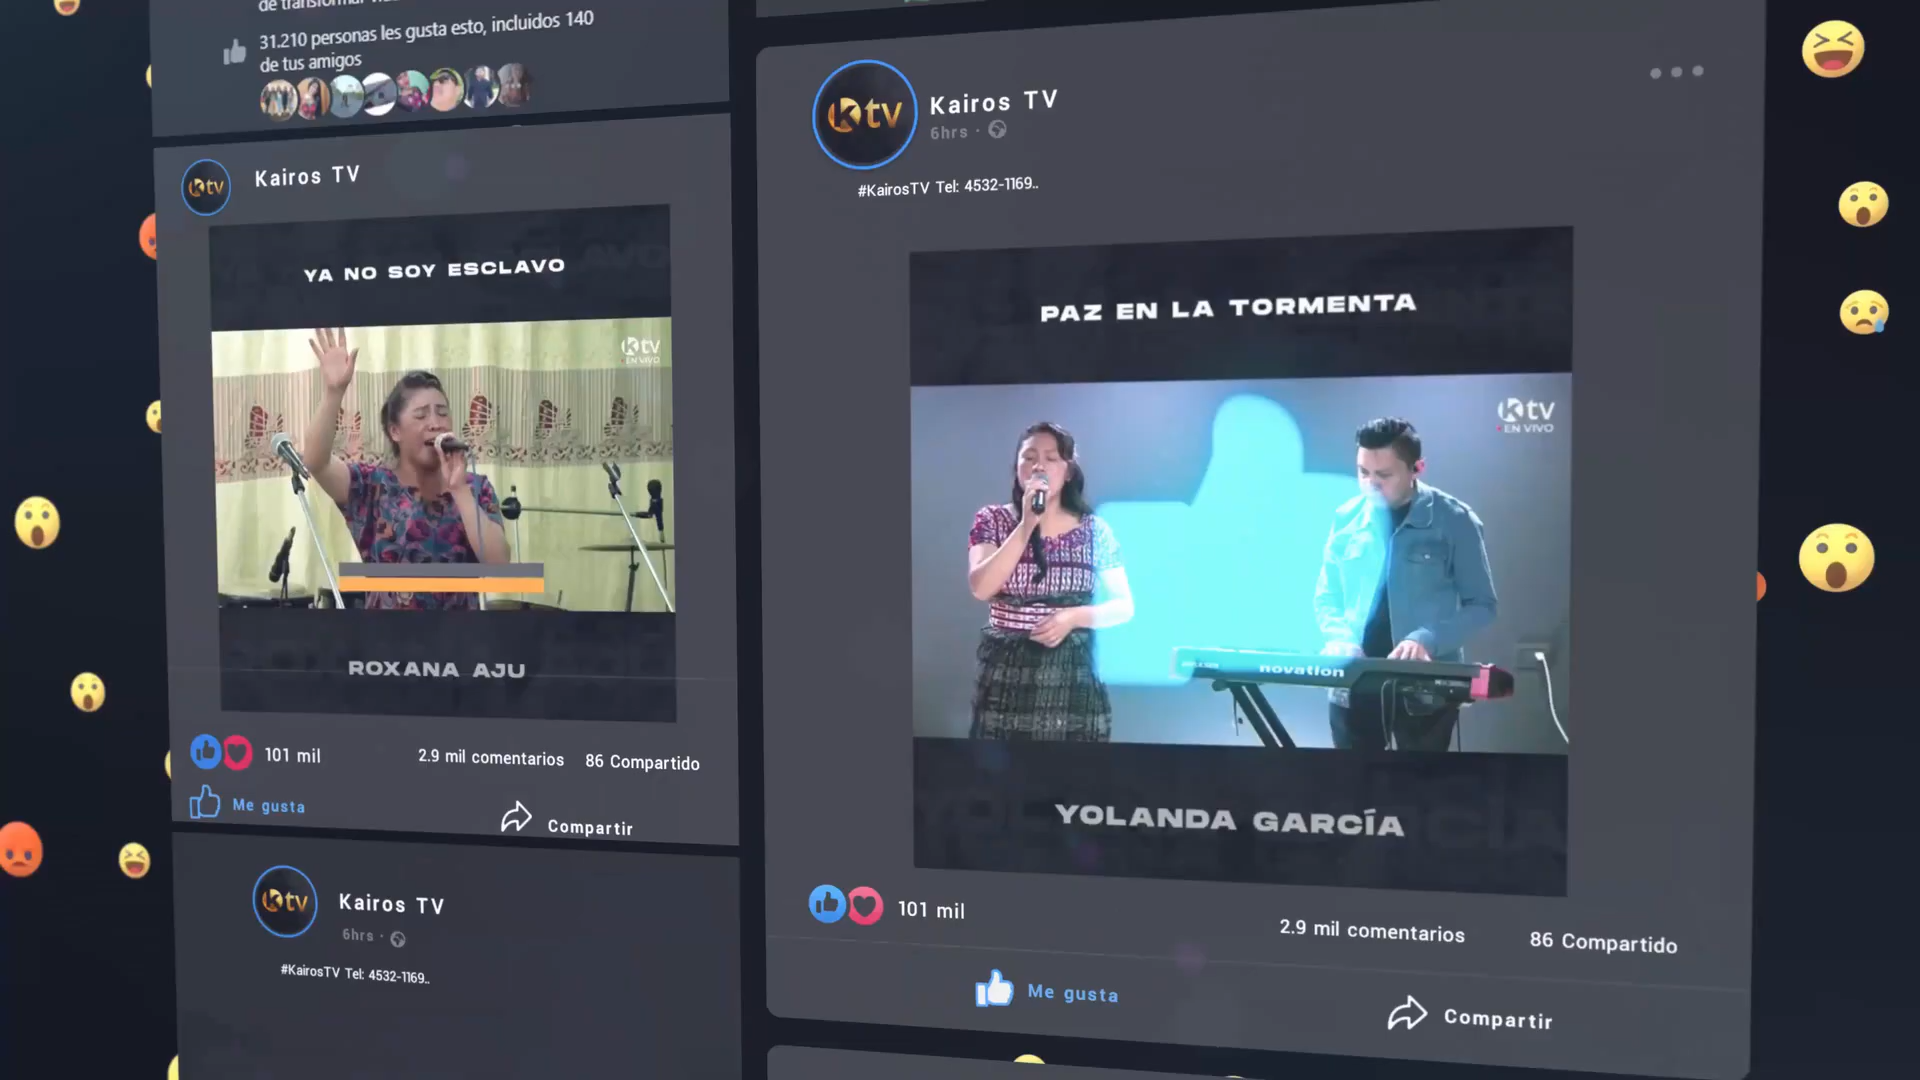 31.210 personas les gusta esto, incluidos 140
de tus amigos
Kairos TV
YA NO SOY ESCLAVO
Ktv
EN VIVO
ROXANA AJU
101 mil
2.9 mil comentarios
86 Compartido
Me gusta
Compartir
Ktv
Kairos TV
6hrs ·
#KairosTV Tel: 4532-1169..
Ktv
Kairos TV
6hrs ·
#KairosTV Tel: 4532-1169..
PAZ EN LA TORMENTA
Ktv
EN VIVO
novation
YOLANDA GARCÍA
101 mil
2.9 mil comentarios
86 Compartido
Me gusta
Compartir